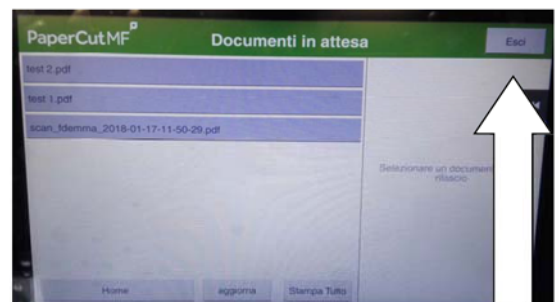 PaperCutMF
Documenti in attesa
Esci
test 2.pdf
test 1.pdf
scan_fdemma_2018-01-17-11-50-29.pdf
Selezionare un
rilascio
Home
aggiorna
Stampa Tutto